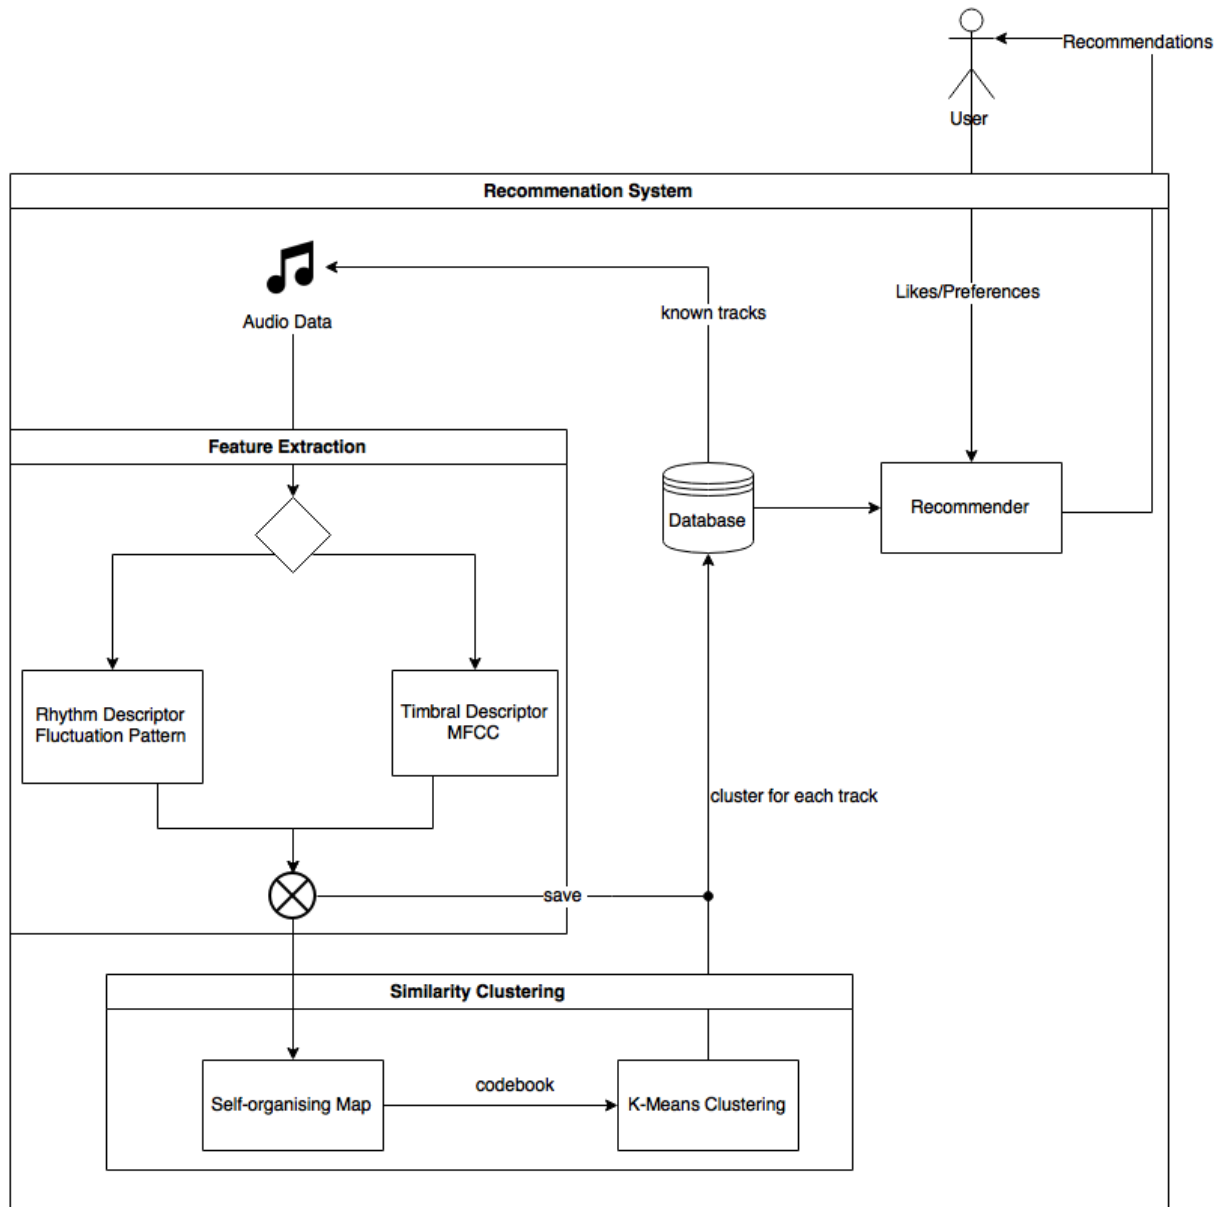 Recommendations
User
Recommenation System
Likes/Preferences
known tracks
Audio Data
Feature Extraction
Database
Recommender
Rhythm Descriptor
Fluctuation Pattern
Timbral Descriptor
MFCC
cluster for each track
save
Similarity Clustering
codebook
Self-organising Map
K-Means Clustering